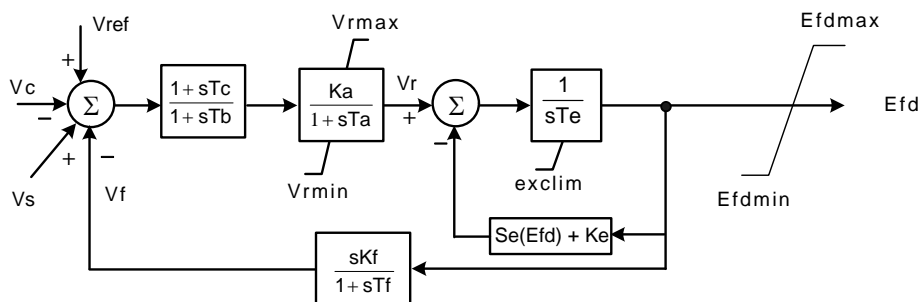 Vref
Vc
Vs
Vf
+
−
+
−
Σ
1+sTc
1+sTb
Vrmax
Ka
1+sTa
Vrmin
Vr
+
−
Σ
1
sTe
exclim
Se(Efd) + Ke
sKf
1+sTf
Efdmax
Efdmin
Efd